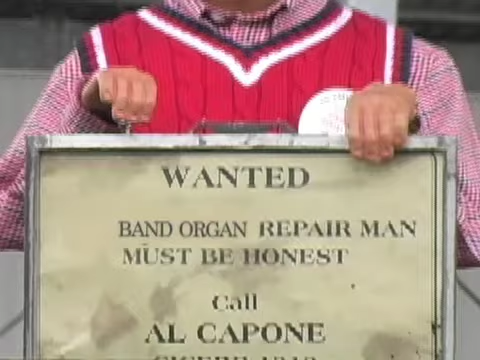 WANTED
BAND ORGAN REPAIR MAN
MUST BE HONEST
Call
AL CAPONE